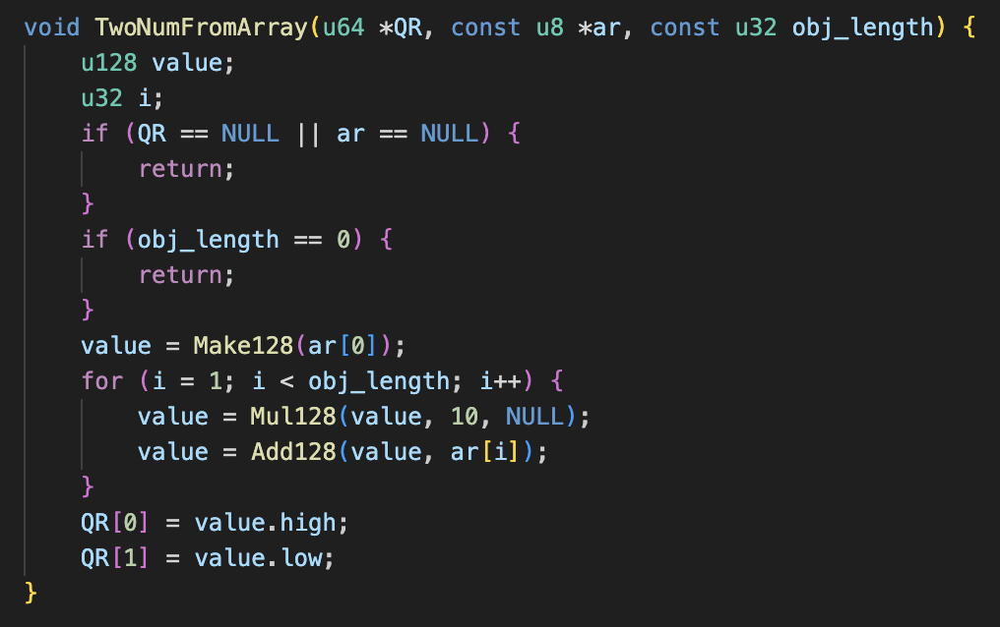 void TwoNumFromArray(u64 *QR, const u8 *ar, const u32 obj_length) {
    u128 value;
    u32 i;
    if (QR == NULL || ar == NULL) {
        return;
    }
    if (obj_length == 0) {
        return;
    }
    value = Make128(ar[0]);
    for (i = 1; i < obj_length; i++) {
        value = Mul128(value, 10, NULL);
        value = Add128(value, ar[i]);
    }
    QR[0] = value.high;
    QR[1] = value.low;
}